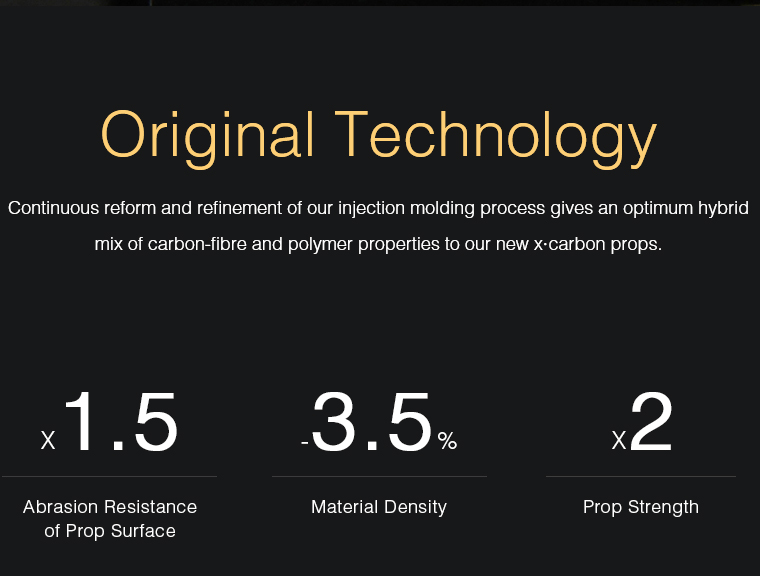 Original Technology
Continuous reform and refinement of our injection molding process gives an optimum hybrid
mix of carbon-fibre and polymer properties to our new x·carbon props.
X1.5
Abrasion Resistance
of Prop Surface
-3.5%
Material Density
X2
Prop Strength